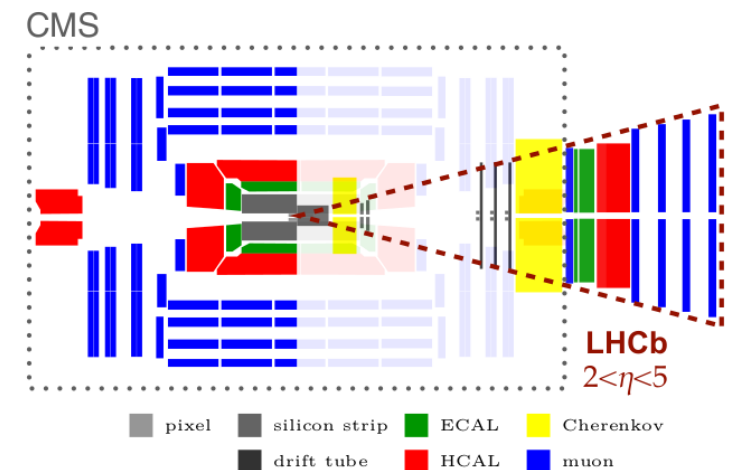 CMS
LHCb
2<η<5
pixel silicon strip ECAL Cherenkov
drift tube HCAL muon